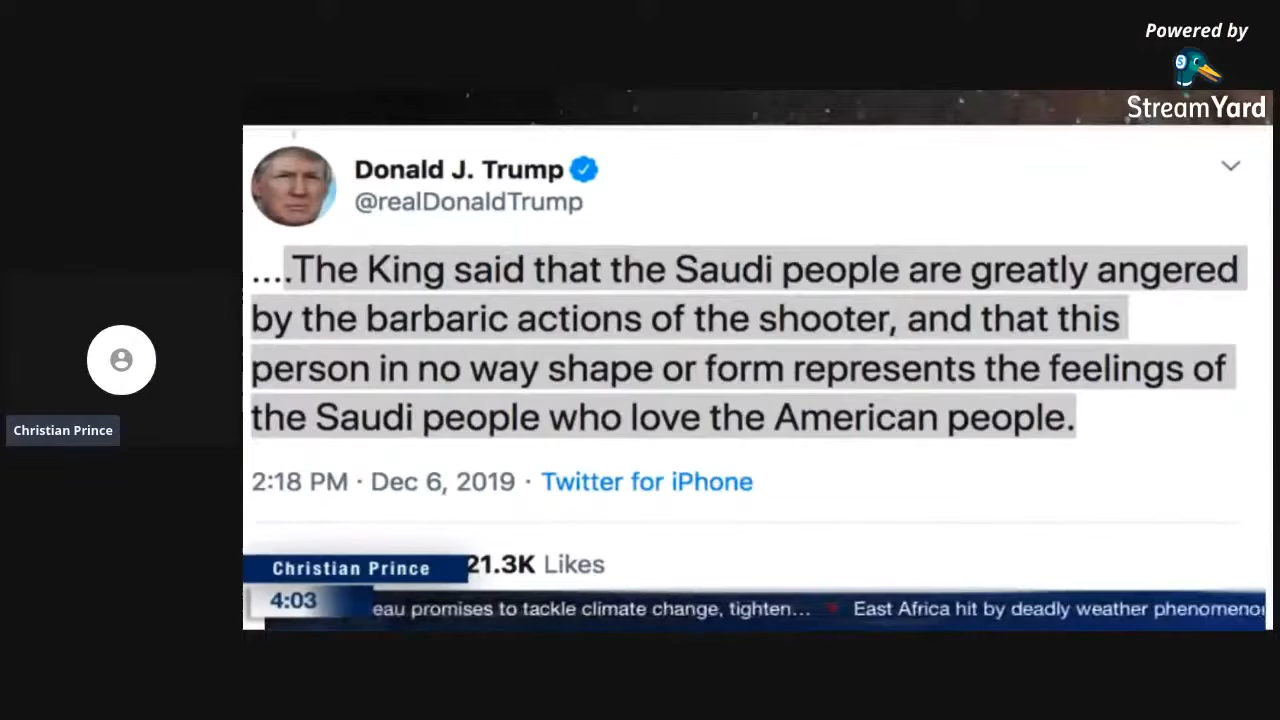 Powered by
StreamYard
Donald J. Trump
@realDonaldTrump
....The King said that the Saudi people are greatly angered
by the barbaric actions of the shooter, and that this
person in no way shape or form represents the feelings of
the Saudi people who love the American people.
2:18 PM · Dec 6, 2019 · Twitter for iPhone
21.3K Likes
Christian Prince
Christian Prince
4:03
eau promises to tackle climate change, tighten... East Africa hit by deadly weather phenomenon